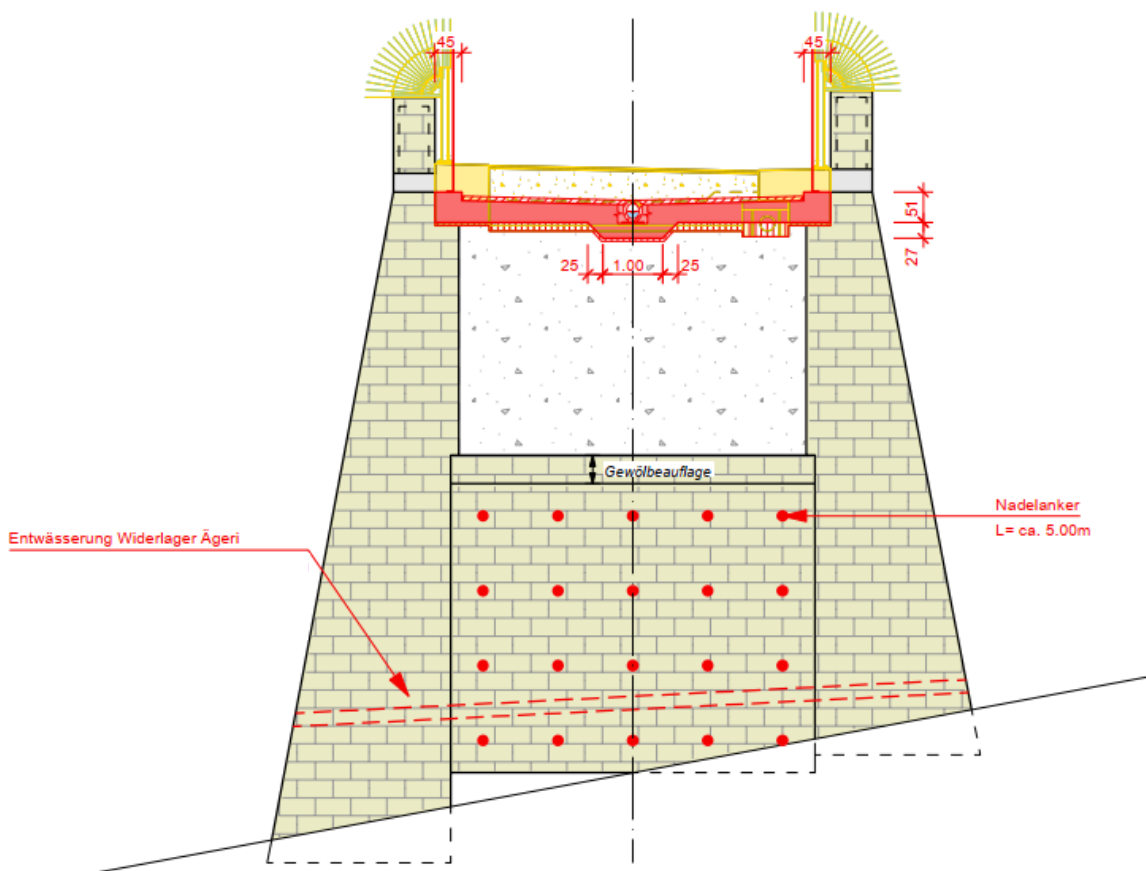 45
45
51
27
25
1.00
25
Gewölbeauflage
Nadelanker
L= ca. 5.00m
Entwässerung Widerlager Ägeri